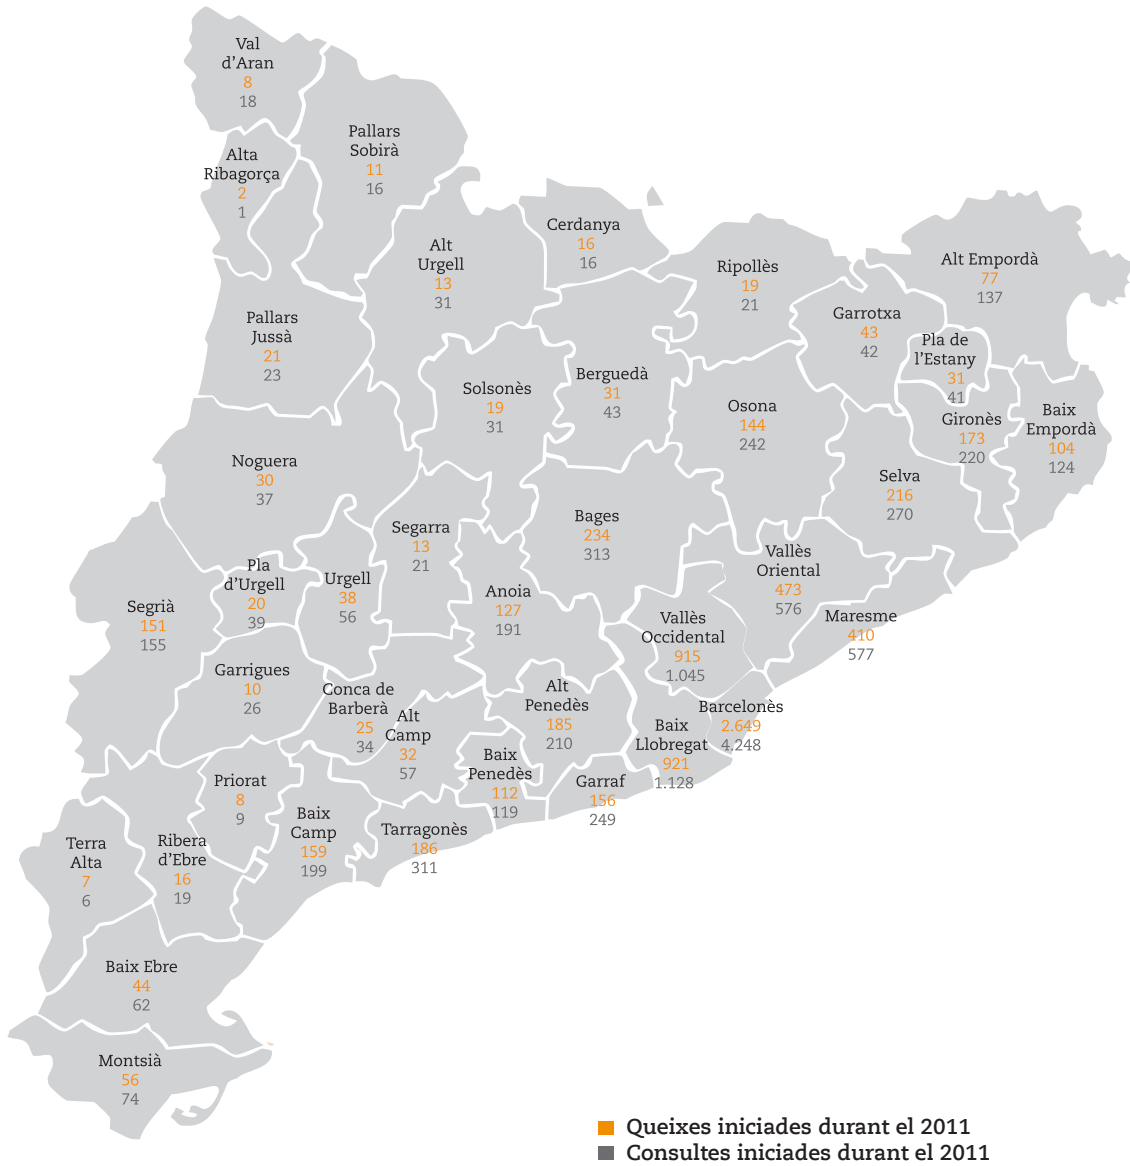 Val
d'Aran
8
18
Pallars
Sobirà
11
16
Alta
Ribagorça
2
1
Cerdanya
16
16
Alt
Urgell
13
31
Ripollès
19
21
Alt Empordà
77
137
Garrotxa
43
42
Pallars
Jussà
21
23
Pla de
l'Estany
31
41
Solsonès
19
31
Berguedà
31
43
Osona
144
242
Gironès
173
220
Baix
Empordà
104
124
Noguera
30
37
Selva
216
270
Segarra
13
21
Bages
234
313
Vallès
Oriental
473
576
Pla
d'Urgell
20
39
Urgell
38
56
Segrià
151
155
Anoia
127
191
Vallès
Occidental
915
1.045
Maresme
410
577
Garrigues
10
26
Conca de
Barberà
25
34
Alt
Camp
32
57
Alt
Penedès
185
210
Barcelonès
2.649
4.248
Baix
Llobregat
921
1.128
Baix
Penedès
112
119
Garraf
156
249
Priorat
8
9
Baix
Camp
159
199
Tarragonès
186
311
Terra
Alta
7
6
Ribera
d'Ebre
16
19
Baix Ebre
44
62
Montsià
56
74
Queixes iniciades durant el 2011
Consultes iniciades durant el 2011